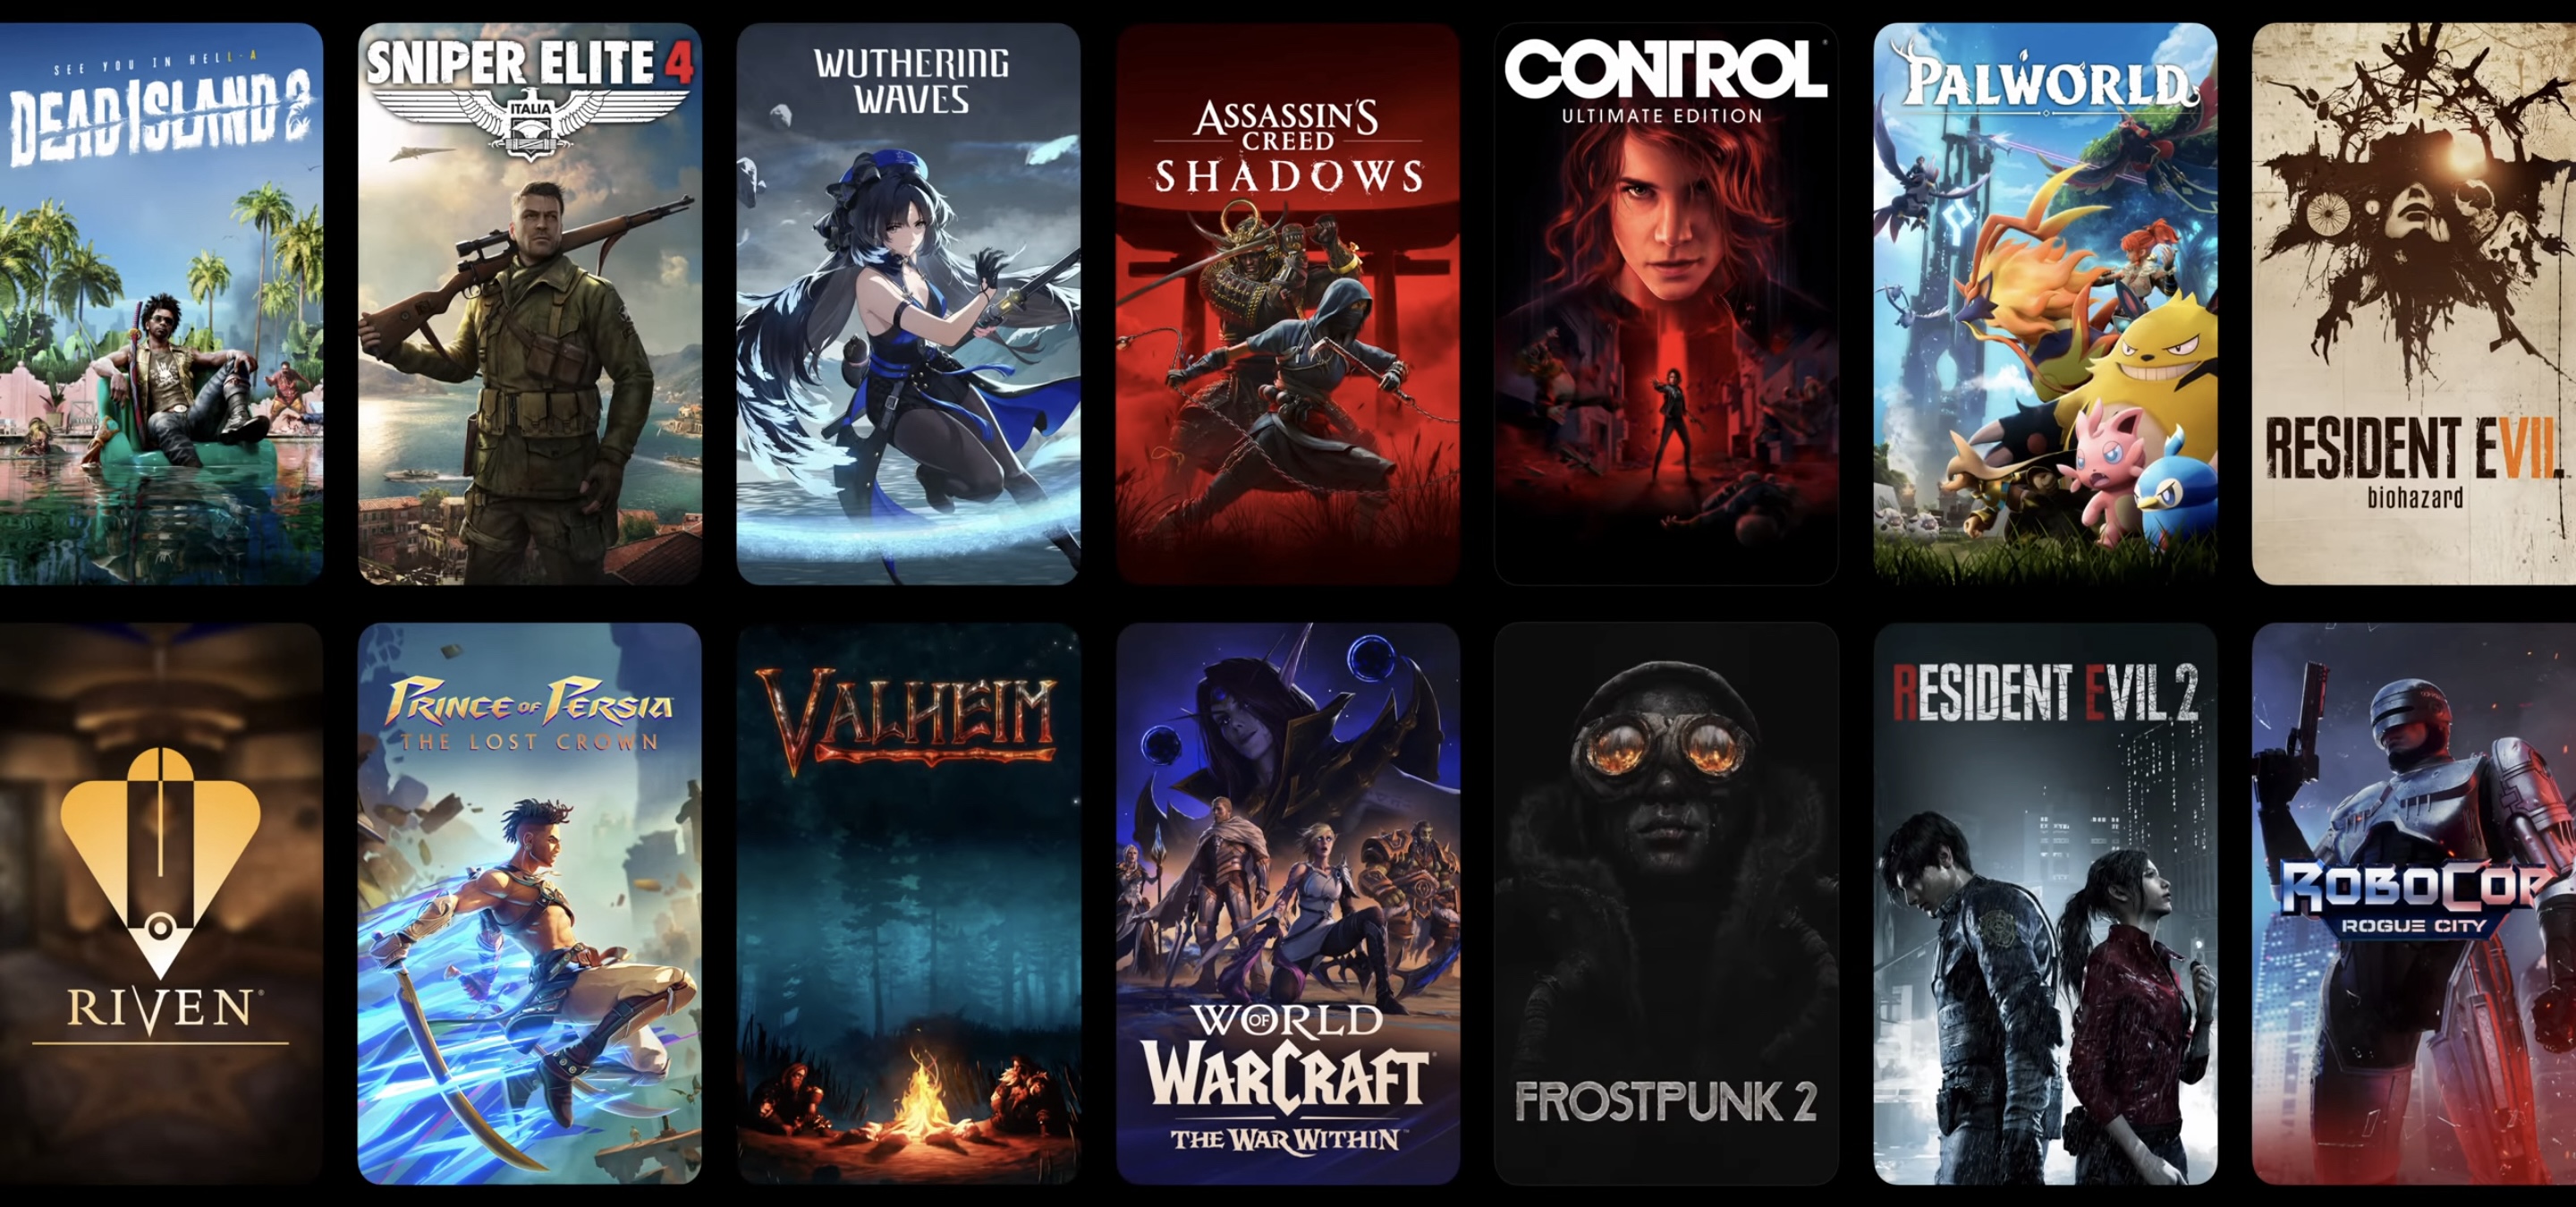 SEE YOU IN HELL-A
DEAD ISLAND 2
SNIPER ELITE 4
ITALIA
WUTHERING
WAVES
ASSASSIN'S
CREED
SHADOWS
CONTROL
ULTIMATE EDITION
PALWORLD
RESIDENT EVIL
biohazard
RIVEN
PRINCE OF PERSIA
THE LOST CROWN
VALHEIM
WORLD
OF
WARCRAFT
THE WAR WITHIN
FROSTPUNK 2
RESIDENT EVIL 2
ROBOCOP
ROGUE CITY